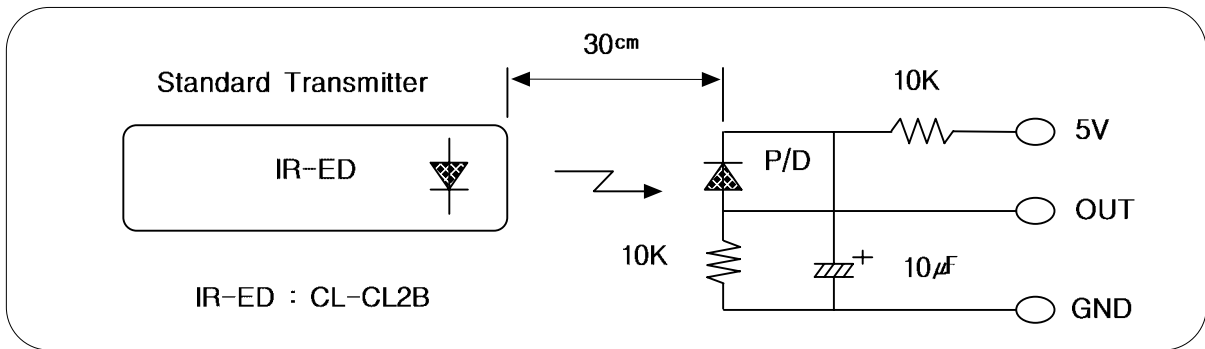 30㎝
Standard Transmitter
10K
5V
IR-ED
P/D
OUT
10K
+
10㎌
IR-ED : CL-CL2B
GND